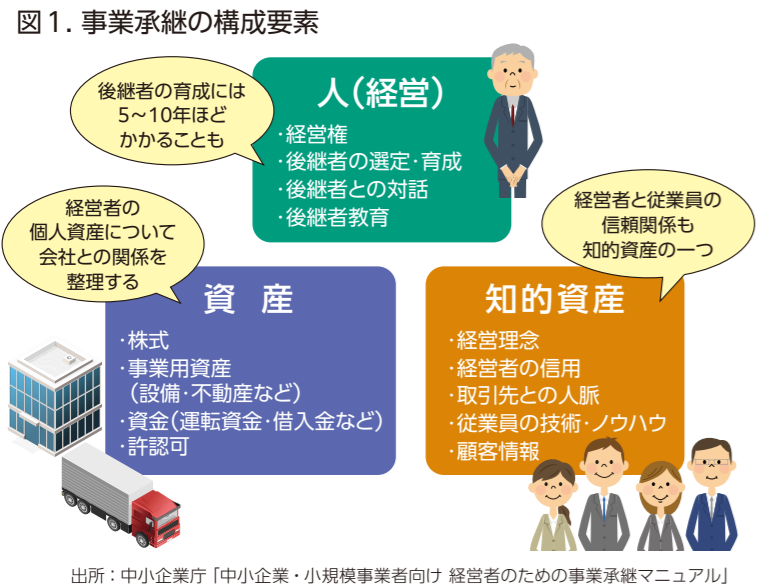 図1. 事業承継の構成要素
後継者の育成には
5～10年ほど
かかることも
人(経営)
・経営権
・後継者の選定・育成
・後継者との対話
・後継者教育
経営者の
個人資産について
会社との関係を
整理する
資 産
・株式
・事業用資産
(設備・不動産など)
・資金(運転資金・借入金など)
・許認可
経営者と従業員の
信頼関係も
知的資産の一つ
知的資産
・経営理念
・経営者の信用
・取引先との人脈
・従業員の技術・ノウハウ
・顧客情報
出所：中小企業庁「中小企業・小規模事業者向け 経営者のための事業承継マニュアル」